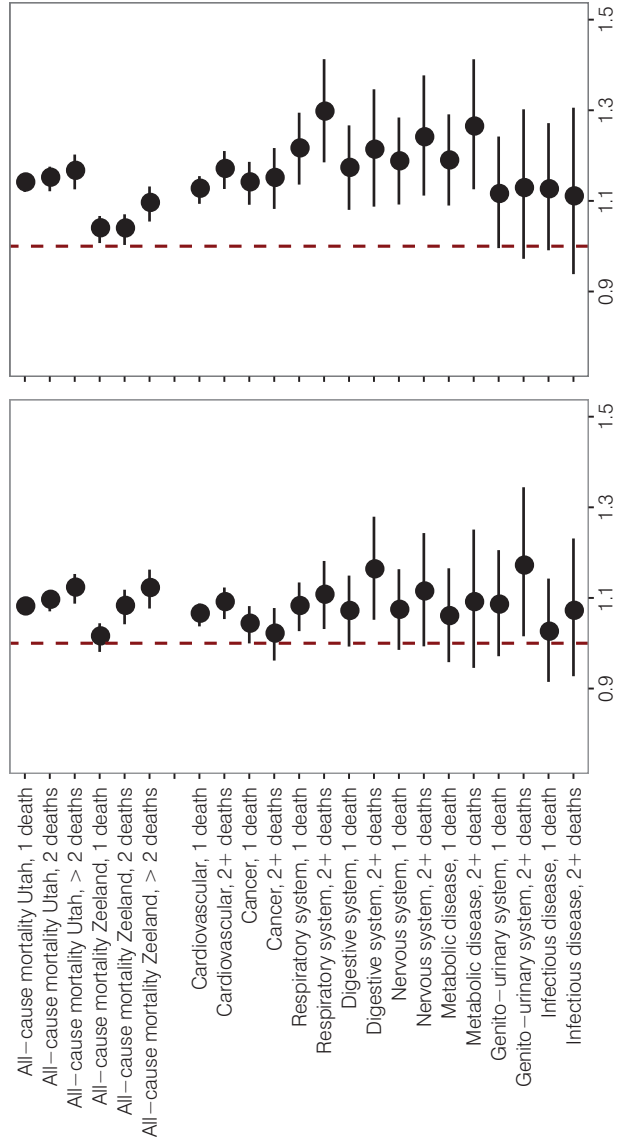 1.5
1.3
1.1
0.9
1.5
1.3
1.1
0.9
All−cause mortality Utah, 1 death
All−cause mortality Utah, 2 deaths
All−cause mortality Utah, > 2 deaths
All−cause mortality Zeeland, 1 death
All−cause mortality Zeeland, 2 deaths
All−cause mortality Zeeland, > 2 deaths
Cardiovascular, 1 death
Cardiovascular, 2+ deaths
Cancer, 1 death
Cancer, 2+ deaths
Respiratory system, 1 death
Respiratory system, 2+ deaths
Digestive system, 1 death
Digestive system, 2+ deaths
Nervous system, 1 death
Nervous system, 2+ deaths
Metabolic disease, 1 death
Metabolic disease, 2+ deaths
Genito−urinary system, 1 death
Genito−urinary system, 2+ deaths
Infectious disease, 1 death
Infectious disease, 2+ deaths